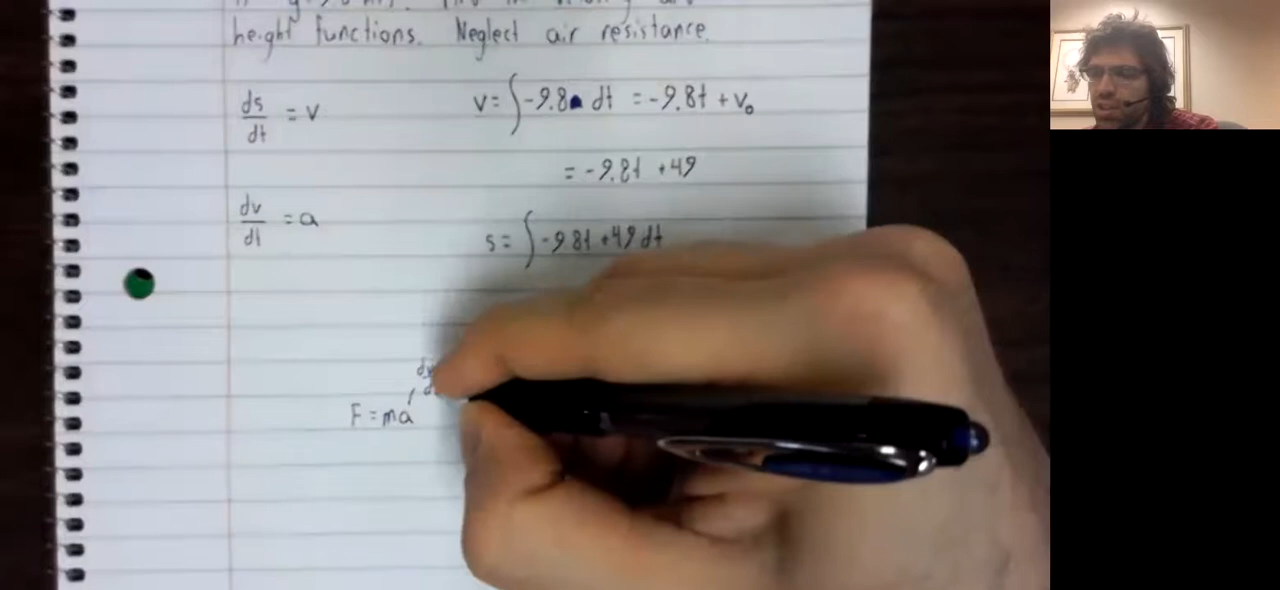 height functions. Neglect air resistance.
ds/dt = v
v = ∫ -9.8 dt = -9.8t + v₀
= -9.8t + 49
dv/dt = a
s = ∫ -9.8t + 49 dt
F = ma